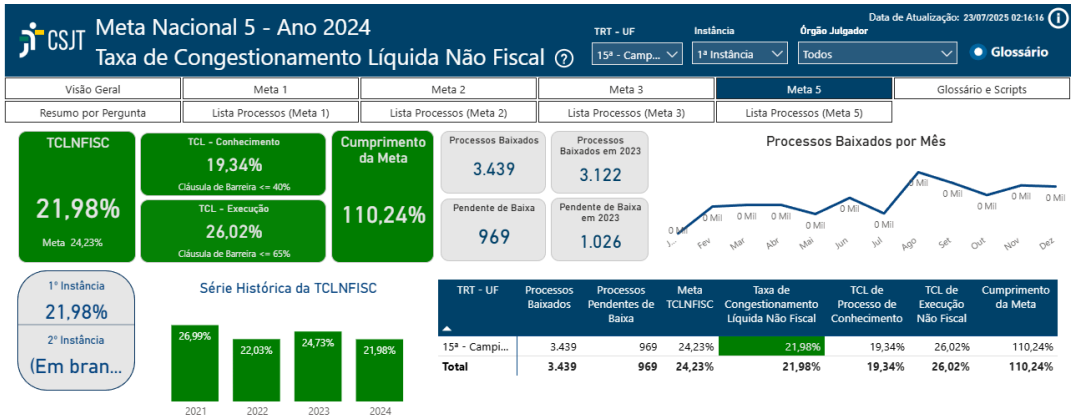 Data de Atualização: 23/07/2025 02:16:16
CSJT
Meta Nacional 5 - Ano 2024
Taxa de Congestionamento Líquida Não Fiscal ?
TRT - UF
15ª - Camp...
Instância
1ª Instância
Órgão Julgador
Todos
Glossário
Visão Geral
Meta 1
Meta 2
Meta 3
Meta 5
Glossário e Scripts
Resumo por Pergunta
Lista Processos (Meta 1)
Lista Processos (Meta 2)
Lista Processos (Meta 3)
Lista Processos (Meta 5)
TCLNFISC
21,98%
Meta 24,23%
TCL - Conhecimento
19,34%
Cláusula de Barreira <= 40%
TCL - Execução
26,02%
Cláusula de Barreira <= 65%
Cumprimento
da Meta
110,24%
Processos Baixados
3.439
Processos
Baixados em 2023
3.122
Pendente de Baixa
969
Pendente de Baixa
em 2023
1.026
Processos Baixados por Mês
0 Mil
0 Mil
0 Mil
0 Mil
0 Mil
0 Mil
0 Mil
0 Mil
0 Mil
0 Mil
0 Mil
0 Mil
J...
Fev
Mar
Abr
Mai
Jun
Jul
Ago
Set
Out
Nov
Dez
1ª Instância
21,98%
2ª Instância
(Em bran...
Série Histórica da TCLNFISC
26,99%
22,03%
24,73%
21,98%
2021
2022
2023
2024
TRT - UF
Processos
Baixados
Processos
Pendentes de
Baixa
Meta
TCLNFISC
Taxa de
Congestionamento
Líquida Não Fiscal
TCL de
Processo de
Conhecimento
TCL de
Execução
Não Fiscal
Cumprimento
da Meta
15ª - Campi... 3.439 969 24,23% 21,98% 19,34% 26,02% 110,24%
Total 3.439 969 24,23% 21,98% 19,34% 26,02% 110,24%